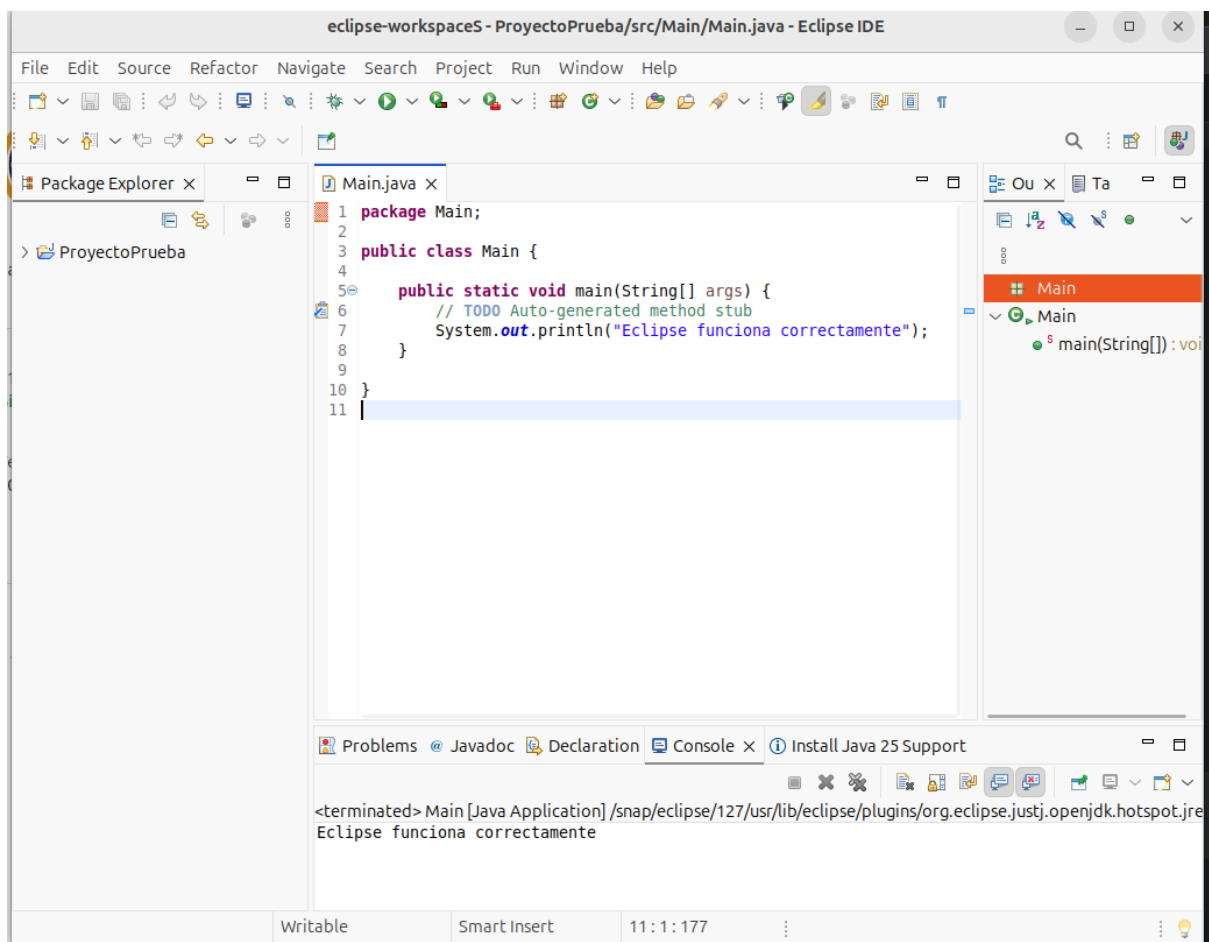 eclipse-workspaceS - ProyectoPrueba/src/Main/Main.java - Eclipse IDE
File Edit Source Refactor Navigate Search Project Run Window Help
Package Explorer
ProyectoPrueba
Main.java
1 package Main;
2
3 public class Main {
4
5 public static void main(String[] args) {
6 // TODO Auto-generated method stub
7 System.out.println("Eclipse funciona correctamente");
8 }
9
10 }
11
Ou Ta
Main
Main
main(String[]) : voi
Problems Javadoc Declaration Console Install Java 25 Support
<terminated> Main [Java Application] /snap/eclipse/127/usr/lib/eclipse/plugins/org.eclipse.justj.openjdk.hotspot.jre
Eclipse funciona correctamente
Writable Smart Insert 11 : 1 : 177